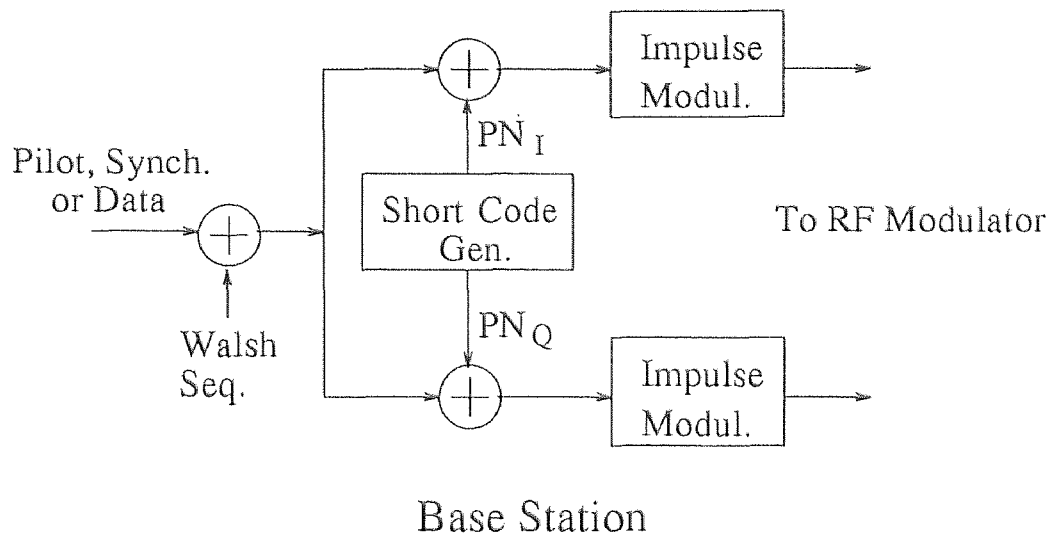 Impulse
Modul.
PN I
Pilot, Synch.
or Data
Short Code
Gen.
To RF Modulator
Walsh
Seq.
PN Q
Impulse
Modul.
Base Station